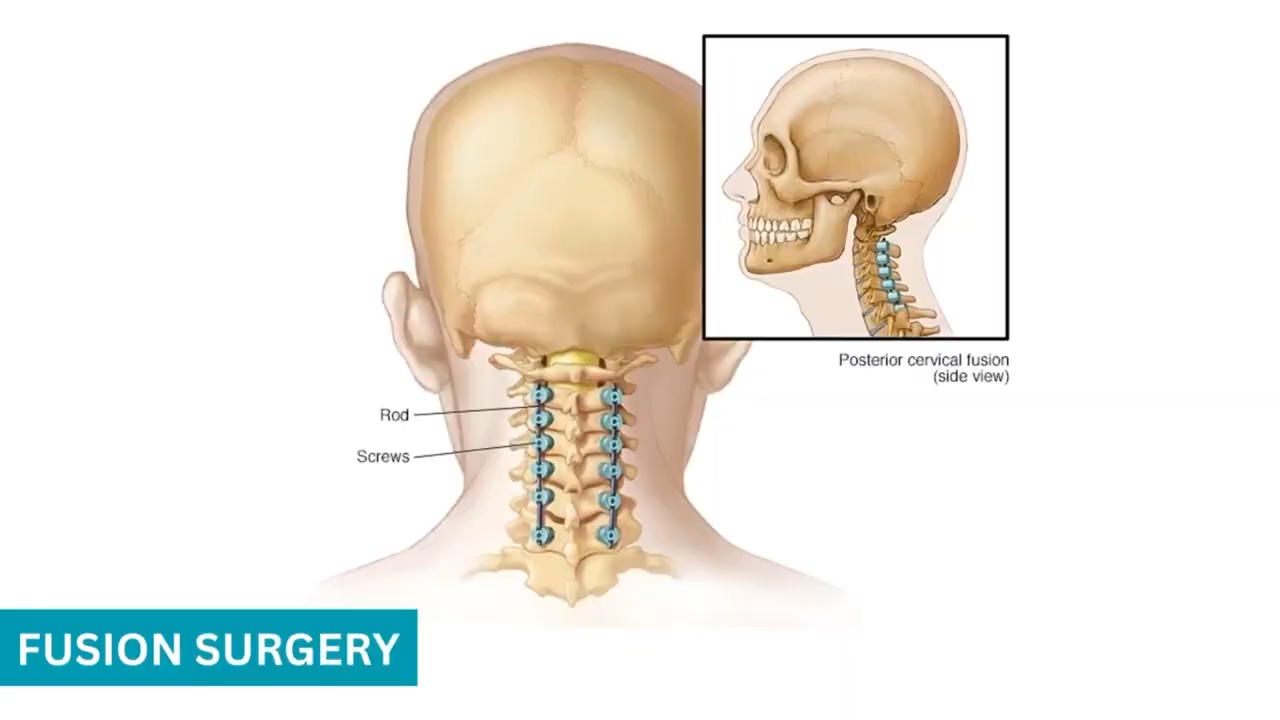 Posterior cervical fusion
(side view)
Rod
Screws
FUSION SURGERY